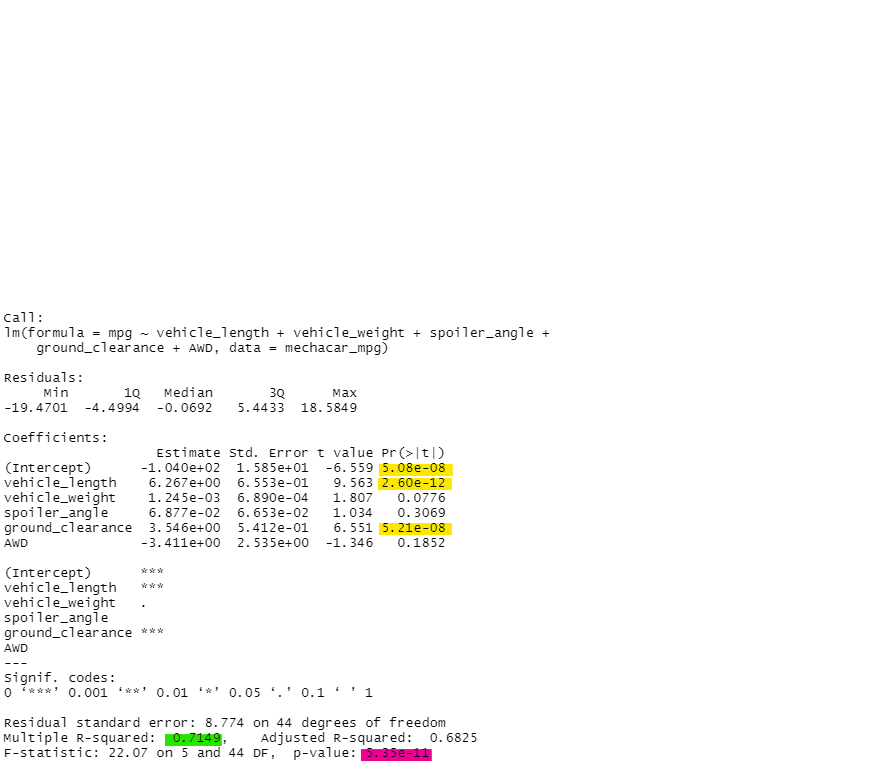 Call:
lm(formula = mpg ~ vehicle_length + vehicle_weight + spoiler_angle +
    ground_clearance + AWD, data = mechacar_mpg)
Residuals:
     Min       1Q   Median       3Q      Max
-19.4701  -4.4994  -0.0692   5.4433  18.5849
Coefficients:
                   Estimate Std. Error t value Pr(>|t|)
(Intercept)      -1.040e+02  1.585e+01  -6.559 5.08e-08
vehicle_length    6.267e+00  6.553e-01   9.563 2.60e-12
vehicle_weight    1.245e-03  6.890e-04   1.807   0.0776
spoiler_angle     6.877e-02  6.653e-02   1.034   0.3069
ground_clearance  3.546e+00  5.412e-01   6.551 5.21e-08
AWD              -3.411e+00  2.535e+00  -1.346   0.1852
(Intercept)      ***
vehicle_length   ***
vehicle_weight   .
spoiler_angle
ground_clearance ***
AWD
---
Signif. codes:
0 ‘***’ 0.001 ‘**’ 0.01 ‘*’ 0.05 ‘.’ 0.1 ‘ ’ 1
Residual standard error: 8.774 on 44 degrees of freedom
Multiple R-squared:  0.7149,    Adjusted R-squared:  0.6825
F-statistic: 22.07 on 5 and 44 DF,  p-value: 5.35e-11